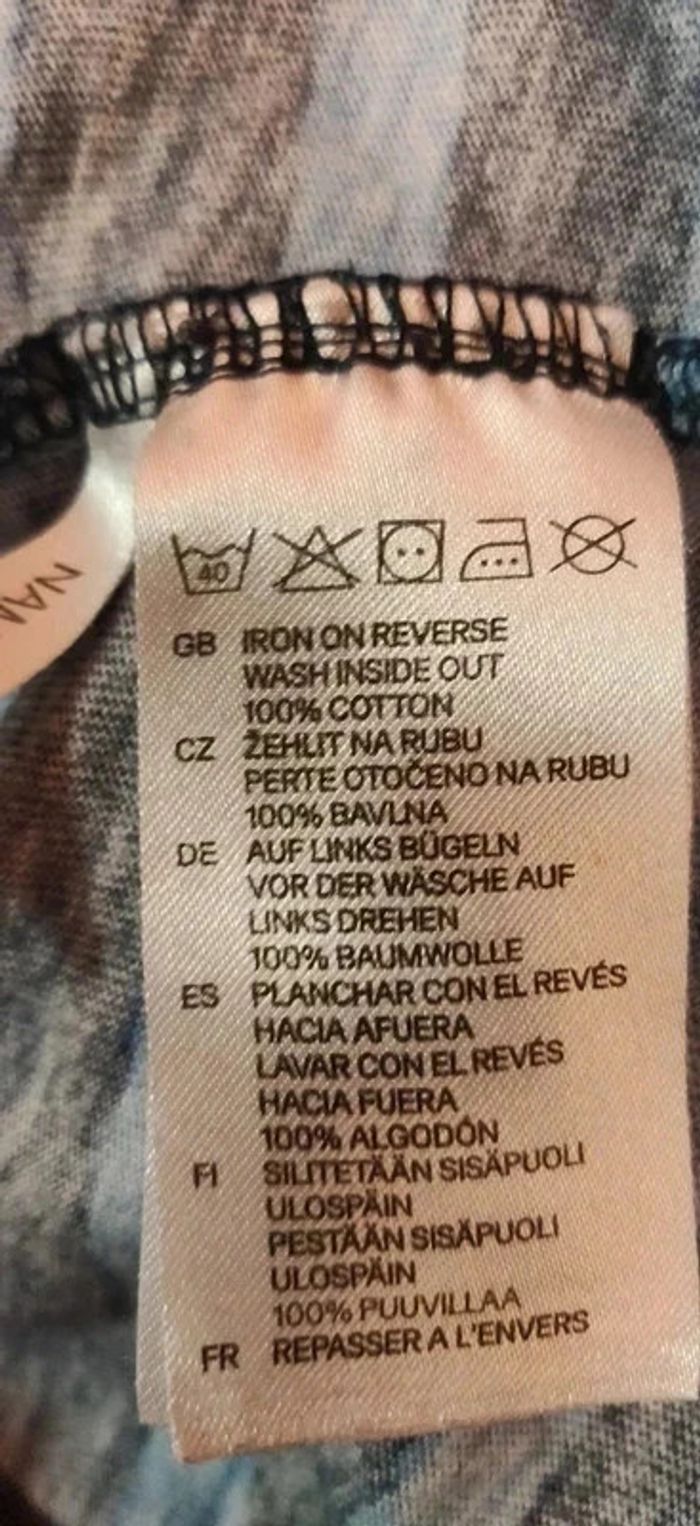 40
GB IRON ON REVERSE
WASH INSIDE OUT
100% COTTON
CZ ŽEHLIT NA RUBU
PERTE OTOČENO NA RUBU
100% BAVLNA
DE AUF LINKS BÜGELN
VOR DER WÄSCHE AUF
LINKS DREHEN
100% BAUMWOLLE
ES PLANCHAR CON EL REVÉS
HACIA AFUERA
LAVAR CON EL REVÉS
HACIA FUERA
100% ALGODÓN
FI SILITETÄÄN SISÄPUOLI
ULOSPÄIN
PESTÄÄN SISÄPUOLI
ULOSPÄIN
100% PUUVILLAA
FR REPASSER A L'ENVERS